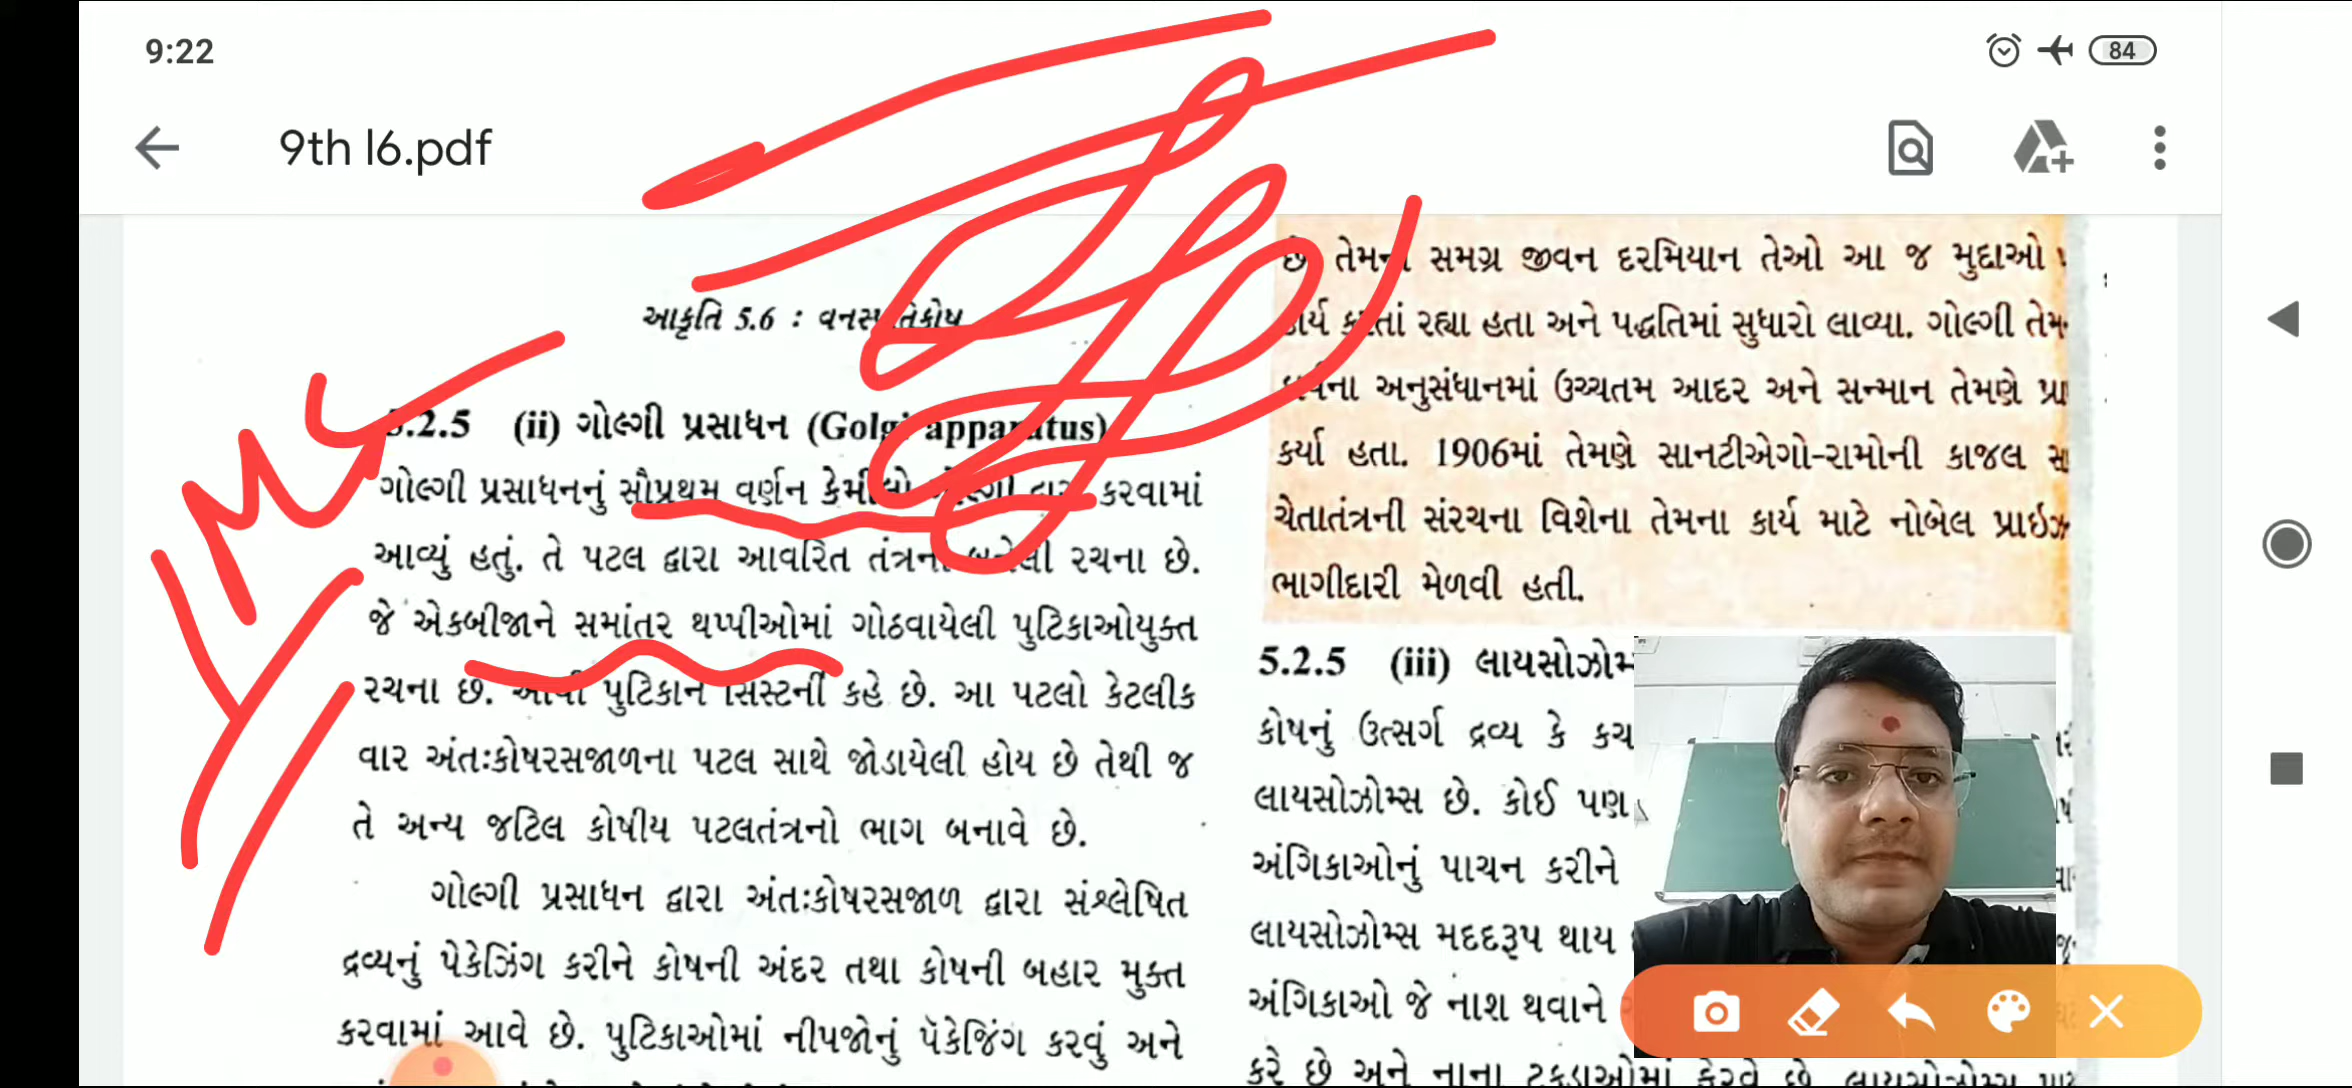 9:22
84
9th l6.pdf
આકૃતિ 5.6 : વનસ્પતિકોષ
5.2.5 (ii) ગોલ્ગી પ્રસાધન (Golgi apparatus)
ગોલ્ગી પ્રસાધનનું સૌપ્રથમ વર્ણન કેમીલો ગોલ્ગી દ્વારા કરવામાં
આવ્યું હતું. તે પટલ દ્વારા આવરિત તંત્રની બનેલી રચના છે.
જે એકબીજાને સમાંતર થપ્પીઓમાં ગોઠવાયેલી પુટિકાઓયુક્ત
રચના છે. આવી પુટિકાને સિસ્ટર્ની કહે છે. આ પટલો કેટલીક
વાર અંતઃકોષરસજાળના પટલ સાથે જોડાયેલી હોય છે તેથી જ
તે અન્ય જટિલ કોષીય પટલતંત્રનો ભાગ બનાવે છે.
ગોલ્ગી પ્રસાધન દ્વારા અંતઃકોષરસજાળ દ્વારા સંશ્લેષિત
દ્રવ્યનું પેકેઝિંગ કરીને કોષની અંદર તથા કોષની બહાર મુક્ત
કરવામાં આવે છે. પુટિકાઓમાં નીપજોનું પૅકેજિંગ કરવું અને
છે. તેમના સમગ્ર જીવન દરમિયાન તેઓ આ જ મુદ્દાઓ
કાર્ય કરતાં રહ્યા હતા અને પદ્ધતિમાં સુધારો લાવ્યા. ગોલ્ગી
અનુસંધાનમાં ઉચ્ચતમ આદર અને સન્માન તેમણે
કર્યા હતા. 1906માં તેમણે સાનટીએગો-રામોની કાજલ
ચેતાતંત્રની સંરચના વિશેના તેમના કાર્ય માટે નોબેલ પ્રાઇઝ
ભાગીદારી મેળવી હતી.
5.2.5 (iii) લાયસોઝોમ
કોષનું ઉત્સર્ગ દ્રવ્ય કે
લાયસોઝોમ્સ છે. કોઈ પણ
અંગિકાઓનું પાચન કરીને
લાયસોઝોમ્સ મદદરૂપ થાય
અંગિકાઓ જે નાશ થવાને
કરે છે અને નાના ટુકડાઓમાં ફેરવે છે.